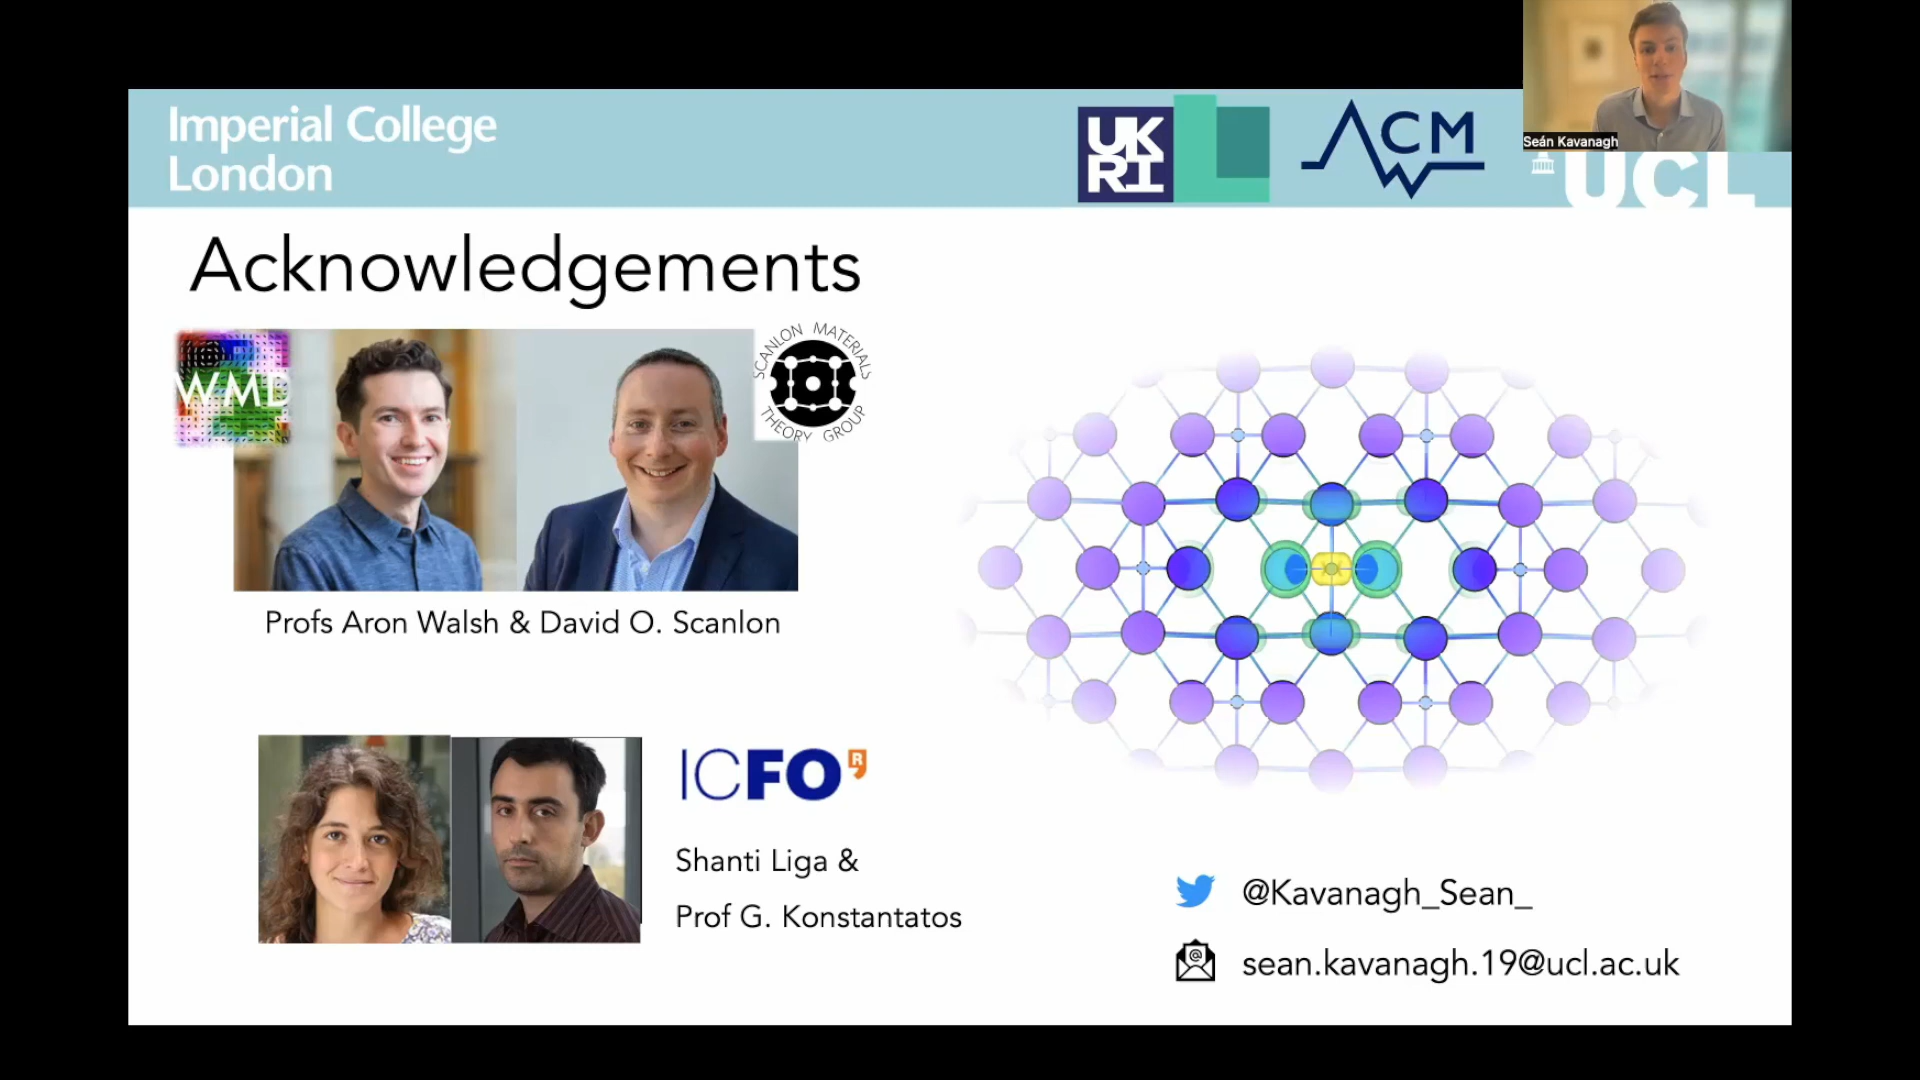 Imperial College
London
UK
RI
ACM
Seán Kavanagh
UCL
Acknowledgements
WMD
SCANLON MATERIALS
THEORY GROUP
Profs Aron Walsh & David O. Scanlon
ICFO
R
Shanti Liga &
Prof G. Konstantatos
@Kavanagh_Sean_
@
sean.kavanagh.19@ucl.ac.uk